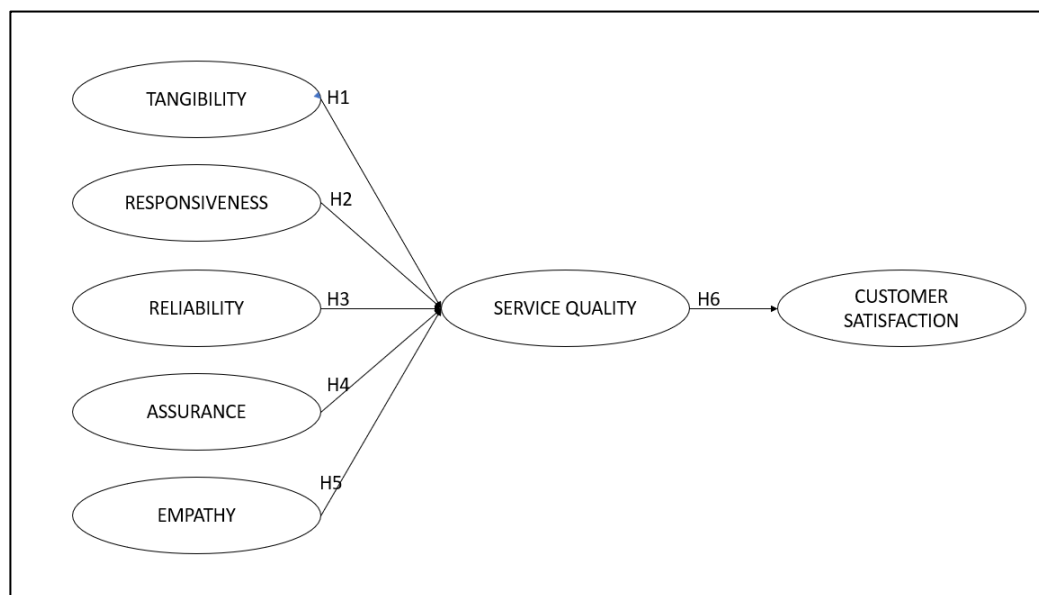 TANGIBILITY
H1
RESPONSIVENESS
H2
RELIABILITY
H3
SERVICE QUALITY
H6
CUSTOMER
SATISFACTION
ASSURANCE
H4
EMPATHY
H5